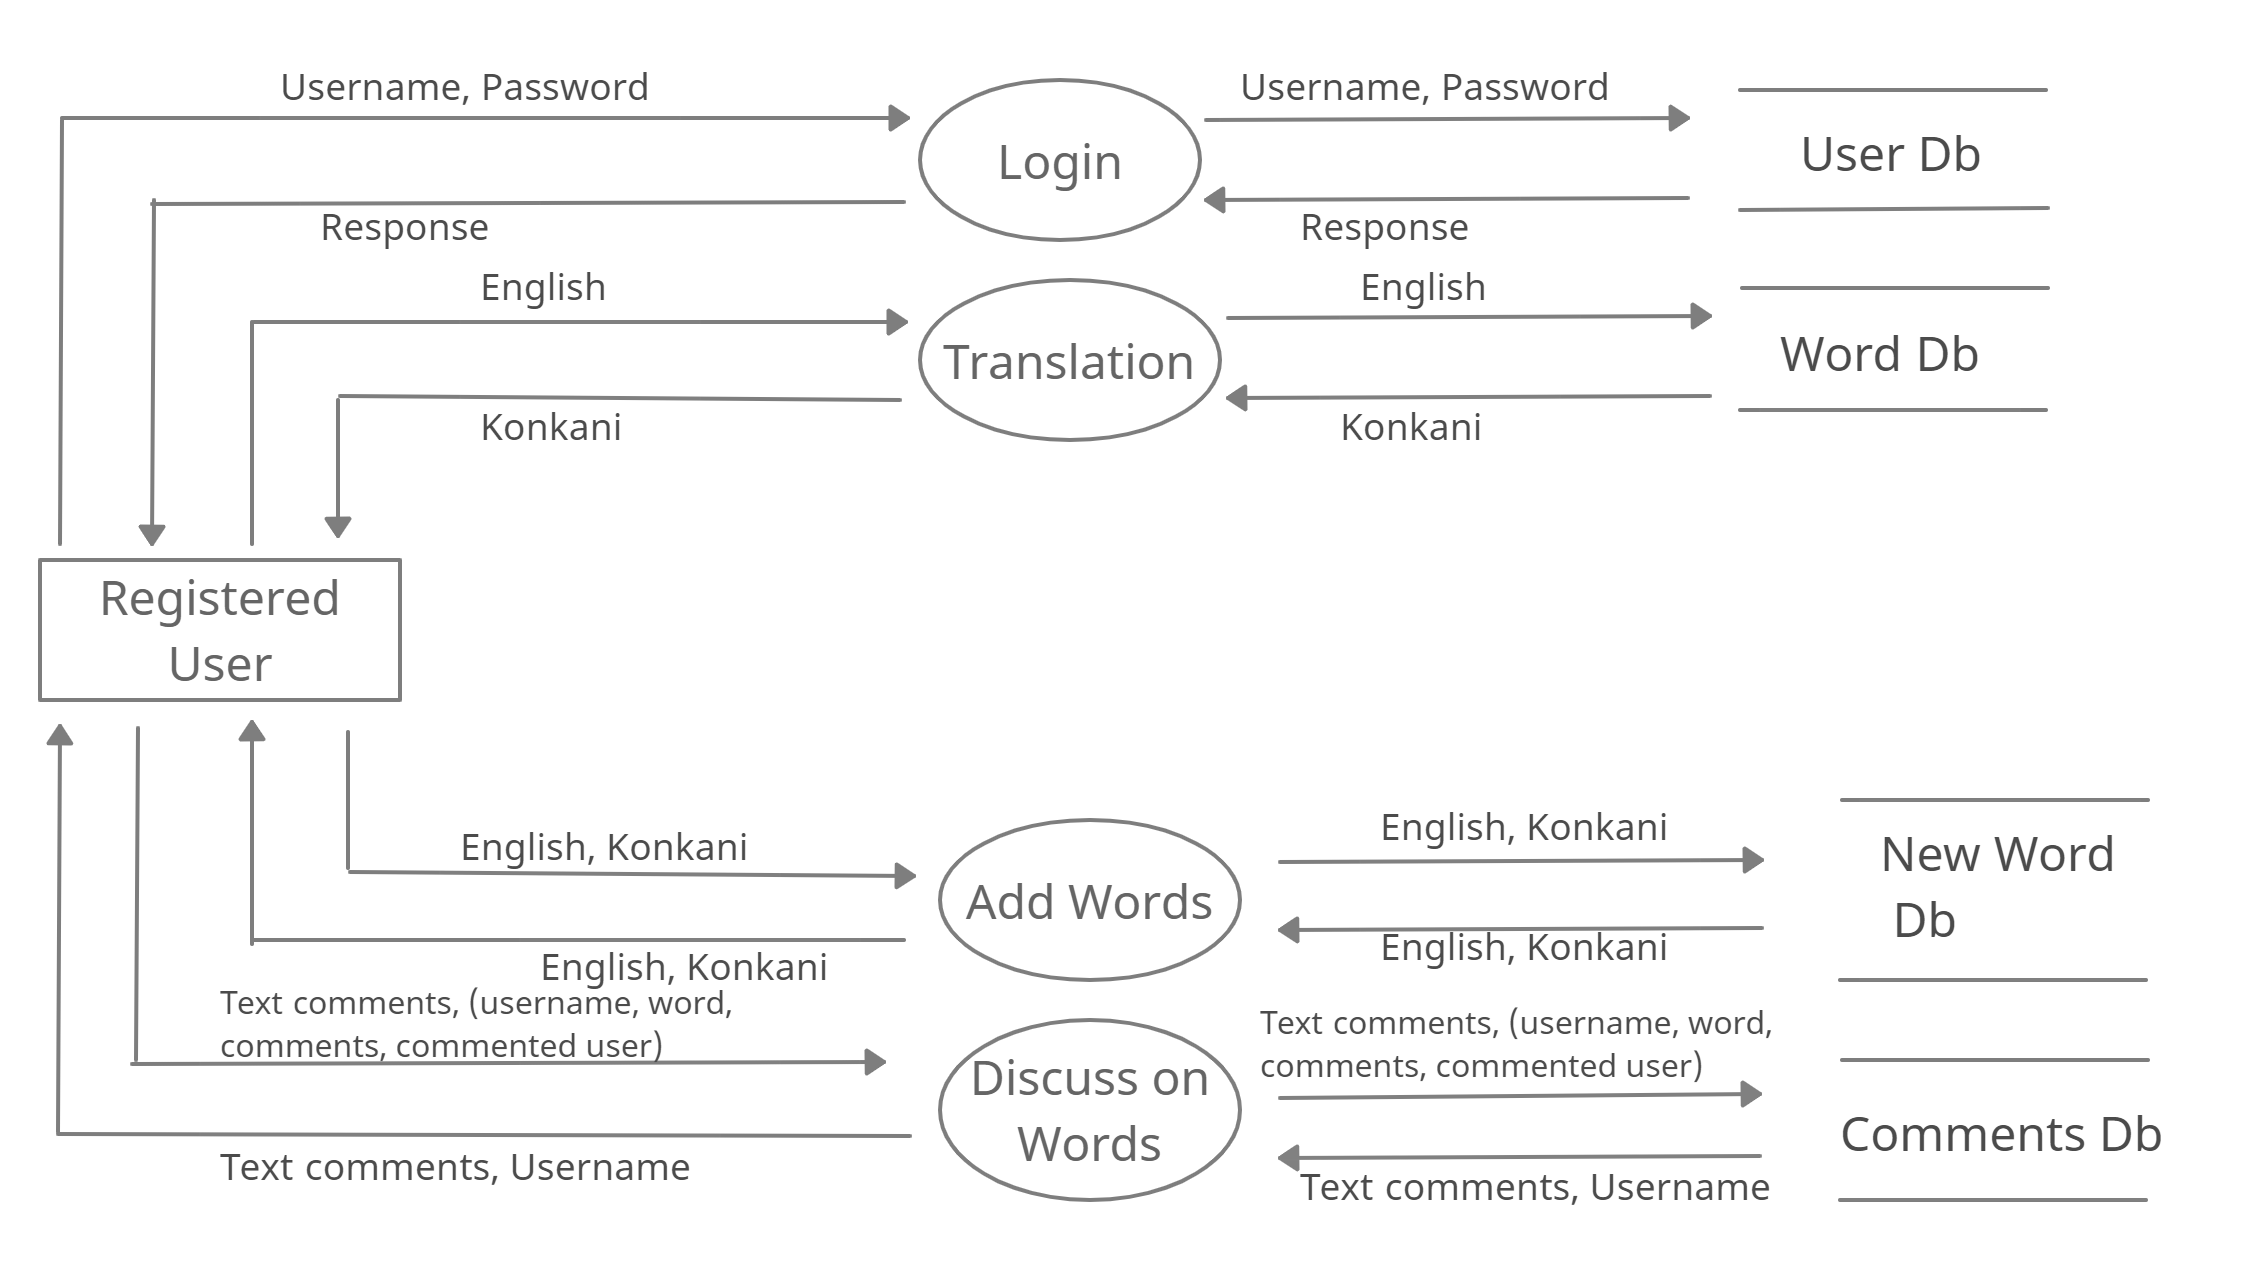 Username, Password
Username, Password
Login
User Db
Response
Response
English
English
Translation
Word Db
Konkani
Konkani
Registered
User
English, Konkani
English, Konkani
Add Words
New Word
Db
English, Konkani
English, Konkani
Text comments, (username, word,
comments, commented user)
Text comments, (username, word,
comments, commented user)
Discuss on
Words
Comments Db
Text comments, Username
Text comments, Username